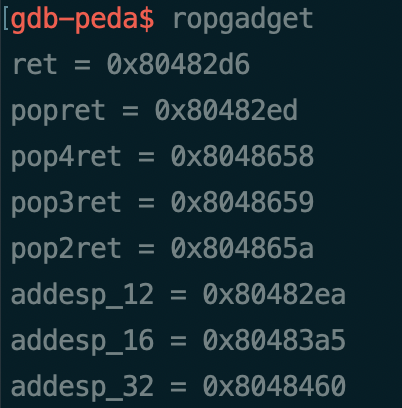 [gdb-peda$ ropgadget
ret = 0x80482d6
popret = 0x80482ed
pop4ret = 0x8048658
pop3ret = 0x8048659
pop2ret = 0x804865a
addesp_12 = 0x80482ea
addesp_16 = 0x80483a5
addesp_32 = 0x8048460